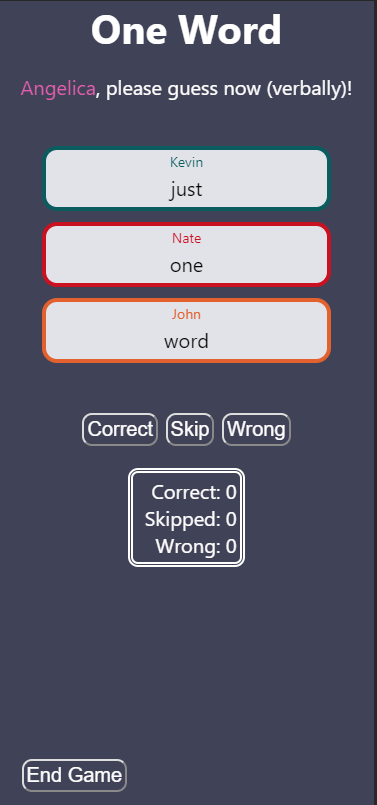 One Word
Angelica, please guess now (verbally)!
Kevin
just
Nate
one
John
word
Correct Skip Wrong
Correct: 0
Skipped: 0
Wrong: 0
End Game